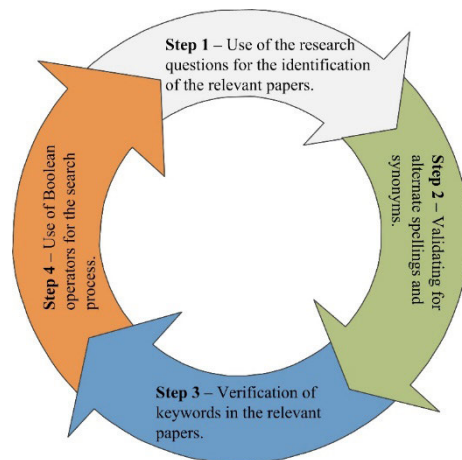 Step 1 – Use of the research
questions for the identification
of the relevant papers.
Step 2 – Validating for
alternate spellings and
synonyms.
Step 3 – Verification of
keywords in the relevant
papers.
Step 4 – Use of Boolean
operators for the search
process.